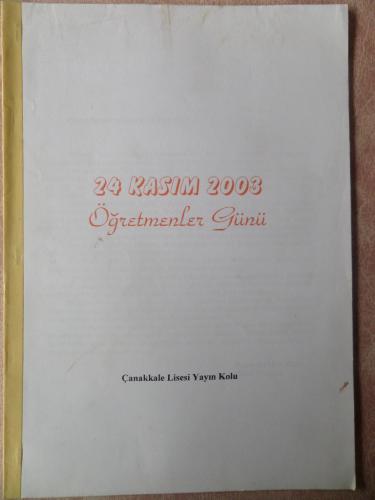 24 KASIM 2003
Öğretmenler Günü
Çanakkale Lisesi Yayın Kolu